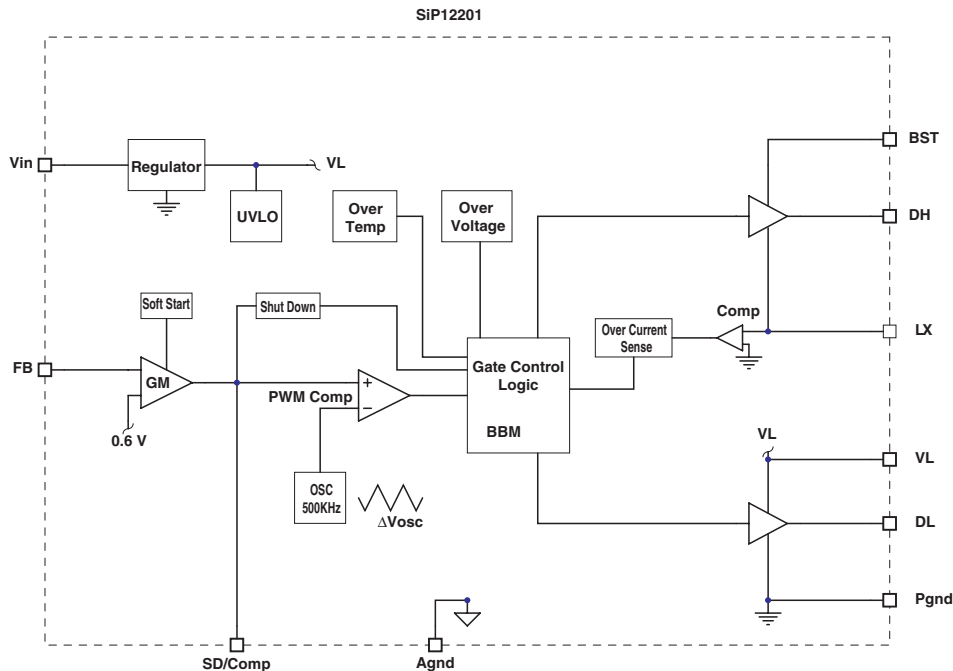 SiP12201
BST
Vin
Regulator
VL
UVLO
Over
Temp
Over
Voltage
DH
Soft Start
Shut Down
Comp
Over Current
Sense
LX
FB
GM
0.6 V
PWM Comp
+
−
Gate Control
Logic
BBM
VL
VL
OSC
500KHz
ΔVosc
DL
Pgnd
SD/Comp
Agnd